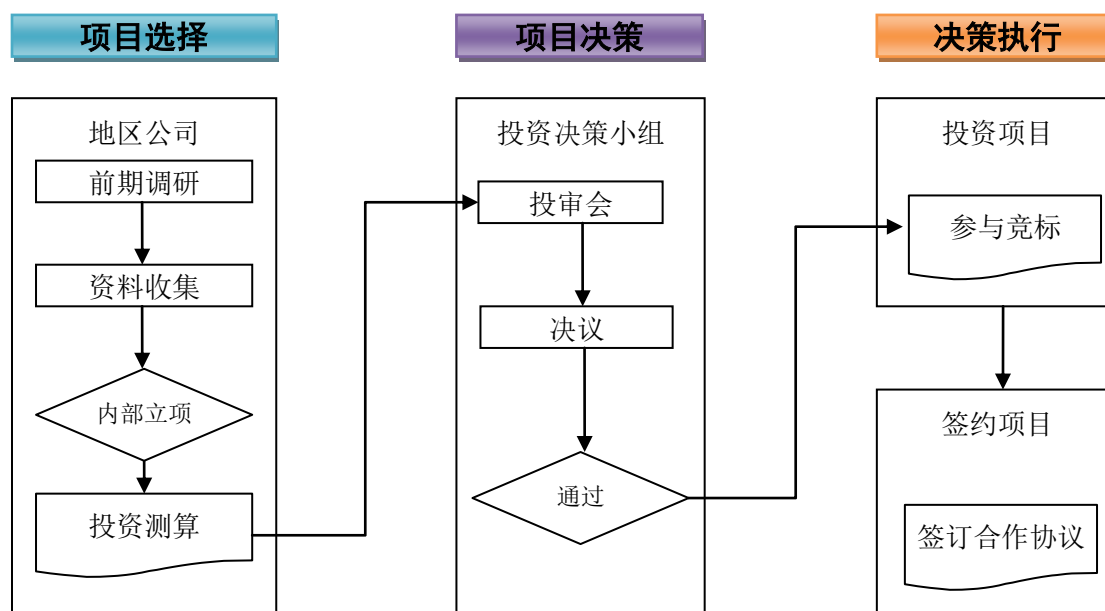 项目选择
项目决策
决策执行
地区公司
前期调研
资料收集
内部立项
投资测算
投资决策小组
投审会
决议
通过
投资项目
参与竞标
签约项目
签订合作协议